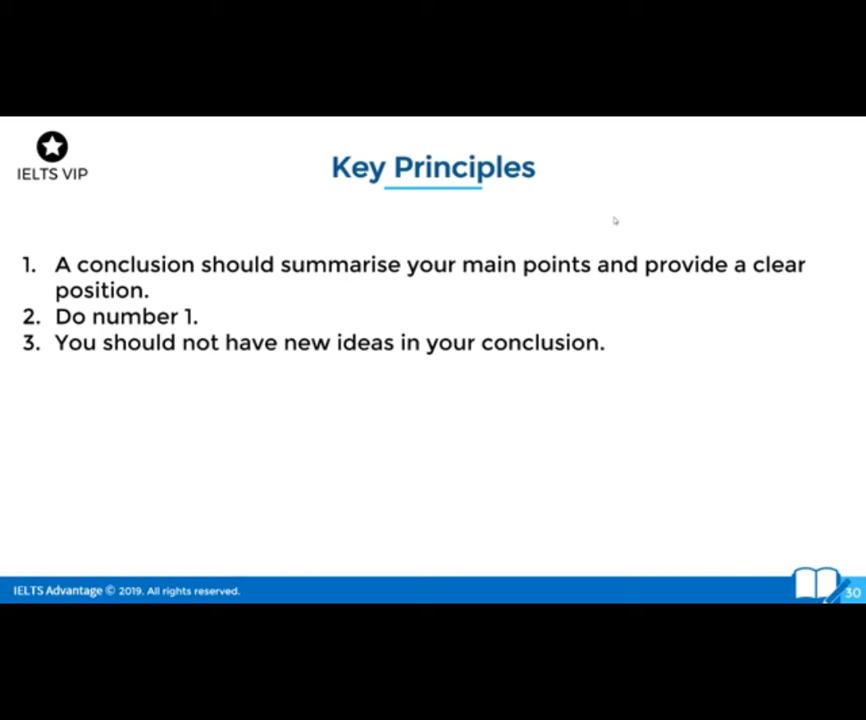 IELTS VIP
Key Principles
1. A conclusion should summarise your main points and provide a clear
position.
2. Do number 1.
3. You should not have new ideas in your conclusion.
IELTS Advantage © 2019. All rights reserved.
30